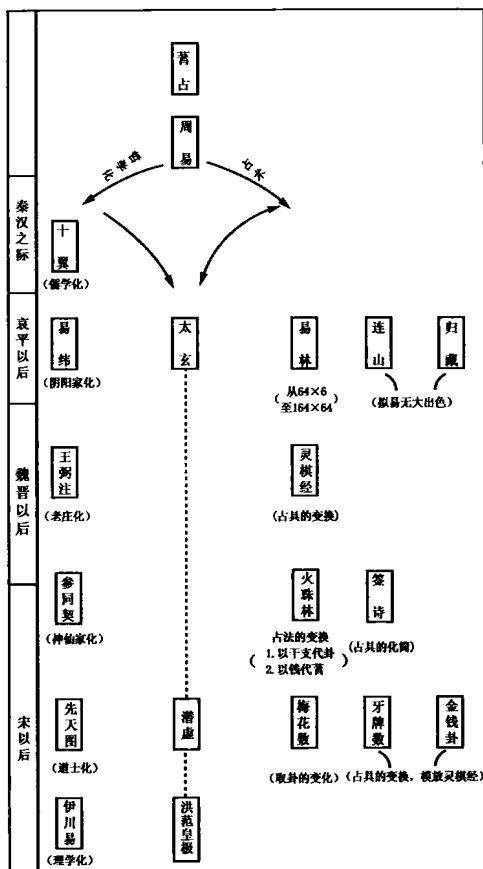 蓍占
周易
哲学化
占术
秦汉之际
十翼
(儒学化)
哀平以后
易纬
太玄
易林
连山
归藏
(阴阳家化)
(从64×6
至164×64)
(拟易无大出色)
魏晋以后
王弼注
灵棋经
(老庄化)
(占具的变换)
参同契
火珠林
签诗
(神仙家化)
占法的变换
(占具的化简)
(1.以干支代卦
2.以钱代蓍)
宋以后
先天图
潜虚
梅花数
牙牌数
金钱卦
(道士化)
(取卦的变化)
(占具的变换，模放灵棋经)
伊川易
洪范皇极
(理学化)